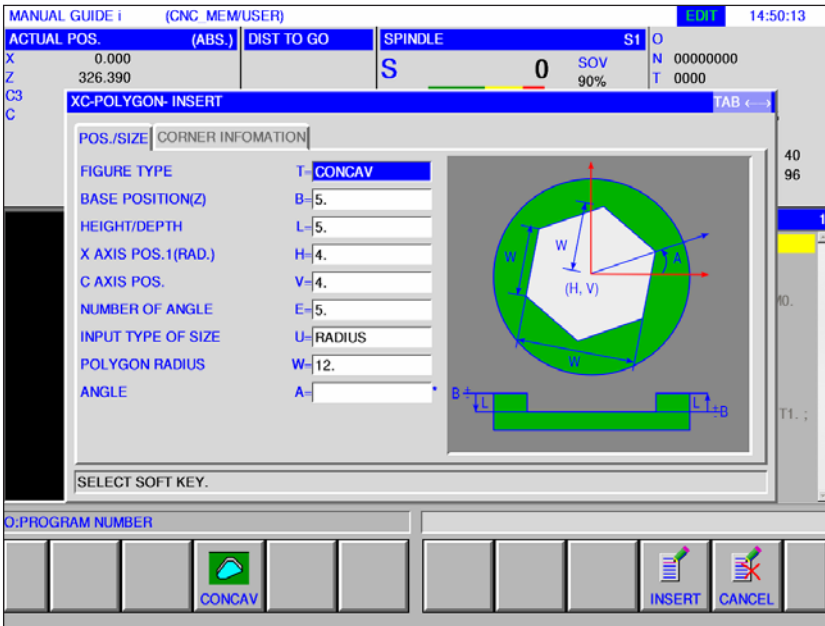 MANUAL GUIDE i (CNC_MEM/USER) EDIT 14:50:13
ACTUAL POS. (ABS.) DIST TO GO SPINDLE S1 O
X 0.000 S 0 SOV N 00000000
Z 326.390 90% T 0000
C3
C
XC-POLYGON- INSERT TAB
POS./SIZE CORNER INFOMATION
40
96
FIGURE TYPE T=CONCAV
BASE POSITION(Z) B=5.
HEIGHT/DEPTH L=5.
X AXIS POS.1(RAD.) H=4.
C AXIS POS. V=4.
NUMBER OF ANGLE E=5.
INPUT TYPE OF SIZE U=RADIUS
POLYGON RADIUS W=12.
ANGLE A= °
W W A
(H, V)
W
B L L B
1
M0.
T1. ;
SELECT SOFT KEY.
O:PROGRAM NUMBER
CONCAV INSERT CANCEL